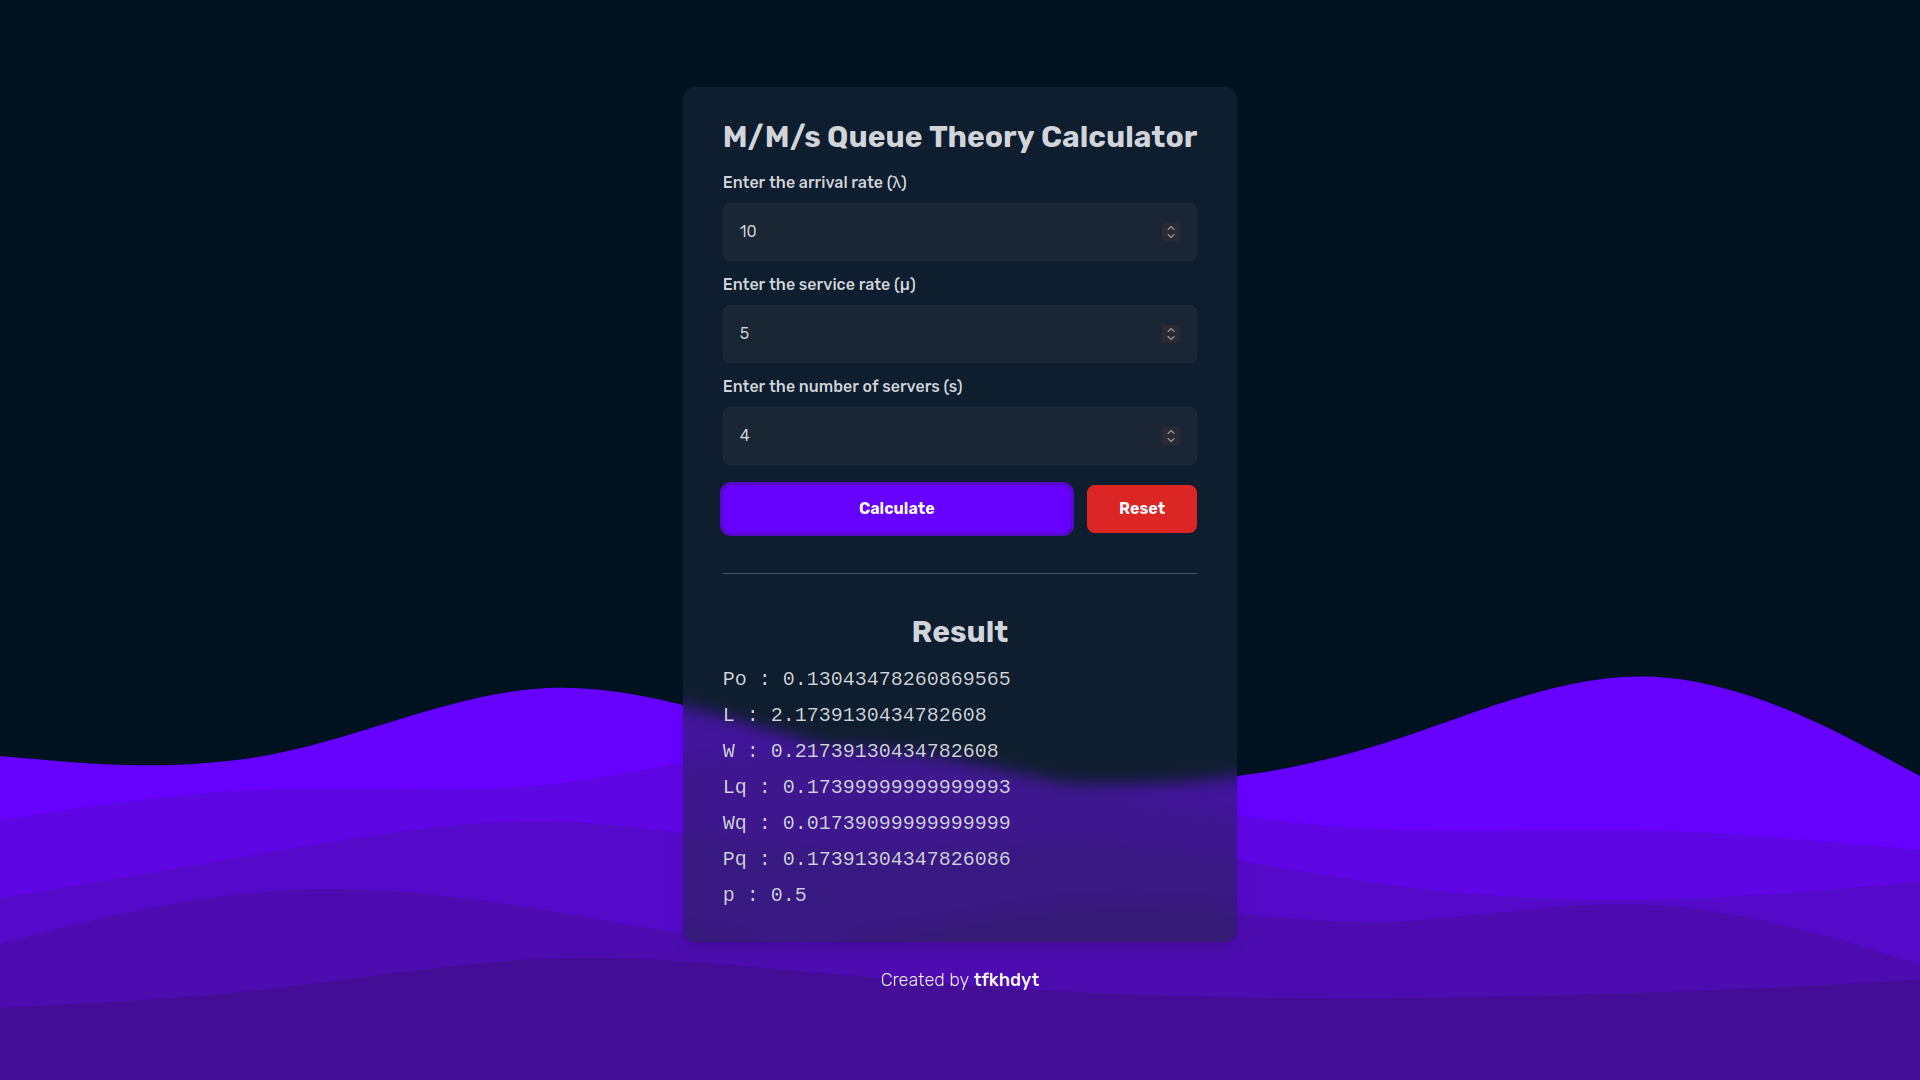 M/M/s Queue Theory Calculator
Enter the arrival rate (λ)
10
Enter the service rate (μ)
5
Enter the number of servers (s)
4
Calculate Reset
Result
Po : 0.13043478260869565
L : 2.1739130434782608
W : 0.21739130434782608
Lq : 0.17399999999999993
Wq : 0.01739099999999999
Pq : 0.17391304347826086
p : 0.5
Created by tfkhdyt